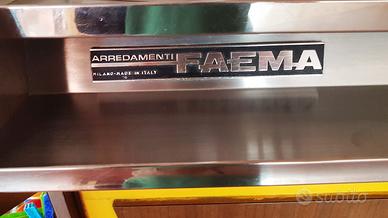 ARREDAMENTI FAEMA
MILANO-MADE IN ITALY
subito